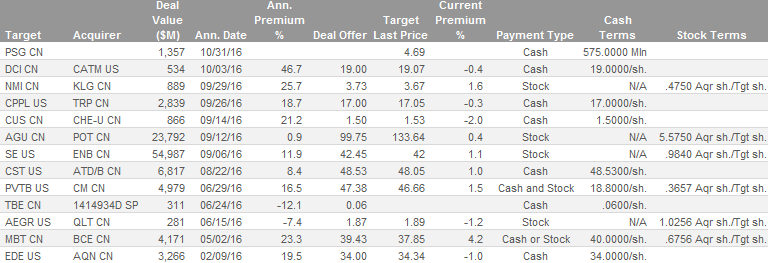 Deal Ann. Target Current
Value Premium Premium Cash
Target Acquirer ($M) Ann. Date % Deal Offer Last Price % Payment Type Terms Stock Terms
PSG CN 1,357 10/31/16 4.69 Cash 575.0000 Mln
DCI CN CATM US 534 10/03/16 46.7 19.00 19.07 -0.4 Cash 19.0000/sh.
NMI CN KLG CN 889 09/29/16 25.7 3.73 3.67 1.6 Stock N/A .4750 Aqr sh./Tgt sh.
CPPL US TRP CN 2,839 09/26/16 18.7 17.00 17.05 -0.3 Cash 17.0000/sh.
CUS CN CHE-U CN 866 09/14/16 21.2 1.50 1.53 -2.0 Cash 1.5000/sh.
AGU CN POT CN 23,792 09/12/16 0.9 99.75 133.64 0.4 Stock N/A 5.5750 Aqr sh./Tgt sh.
SE US ENB CN 54,987 09/06/16 11.9 42.45 42 1.1 Stock N/A .9840 Aqr sh./Tgt sh.
CST US ATD/B CN 6,817 08/22/16 8.4 48.53 48.05 1.0 Cash 48.5300/sh.
PVTB US CM CN 4,979 06/29/16 16.5 47.38 46.66 1.5 Cash and Stock 18.8000/sh. .3657 Aqr sh./Tgt sh.
TBE CN 1414934D SP 311 06/24/16 -12.1 0.06 Cash .0600/sh.
AEGR US QLT CN 281 06/15/16 -7.4 1.87 1.89 -1.2 Stock N/A 1.0256 Aqr sh./Tgt sh.
MBT CN BCE CN 4,171 05/02/16 23.3 39.43 37.85 4.2 Cash or Stock 40.0000/sh. .6756 Aqr sh./Tgt sh.
EDE US AQN CN 3,266 02/09/16 19.5 34.00 34.34 -1.0 Cash 34.0000/sh.